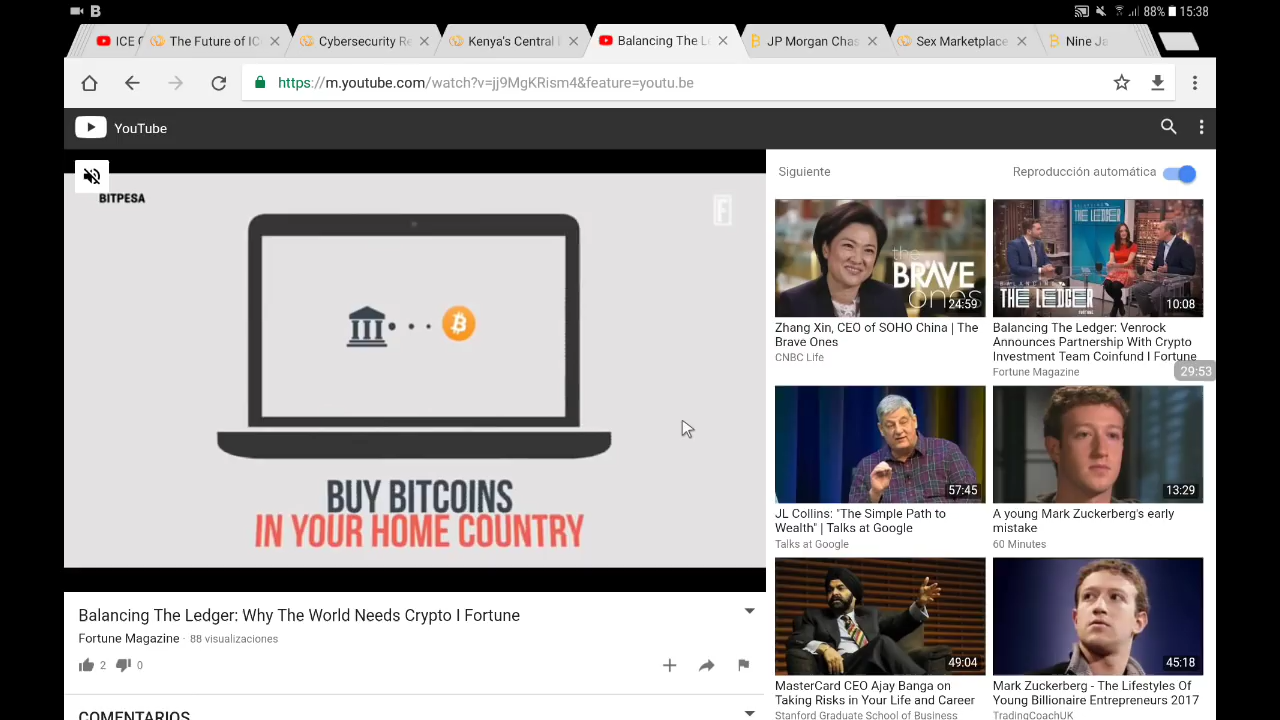 B
88%
15:38
ICE
The Future of IC
Cybersecurity Re
Kenya's Central
Balancing The Le
JP Morgan Chas
Sex Marketplace
Nine Ja
https://m.youtube.com/watch?v=jj9MgKRism4&feature=youtu.be
YouTube
BITPESA
F
BUY BITCOINS
IN YOUR HOME COUNTRY
Balancing The Ledger: Why The World Needs Crypto I Fortune
Fortune Magazine · 88 visualizaciones
2
0
COMENTARIOS
Siguiente
Reproducción automática
the
BRAVE
ones
24:59
Zhang Xin, CEO of SOHO China | The
Brave Ones
CNBC Life
BALANCING
THE LEDGER
10:08
Balancing The Ledger: Venrock
Announces Partnership With Crypto
Investment Team Coinfund I Fortune
Fortune Magazine
29:53
57:45
JL Collins: "The Simple Path to
Wealth" | Talks at Google
Talks at Google
13:29
A young Mark Zuckerberg's early
mistake
60 Minutes
49:04
MasterCard CEO Ajay Banga on
Taking Risks in Your Life and Career
Stanford Graduate School of Business
45:18
Mark Zuckerberg - The Lifestyles Of
Young Billionaire Entrepreneurs 2017
TradingCoachUK